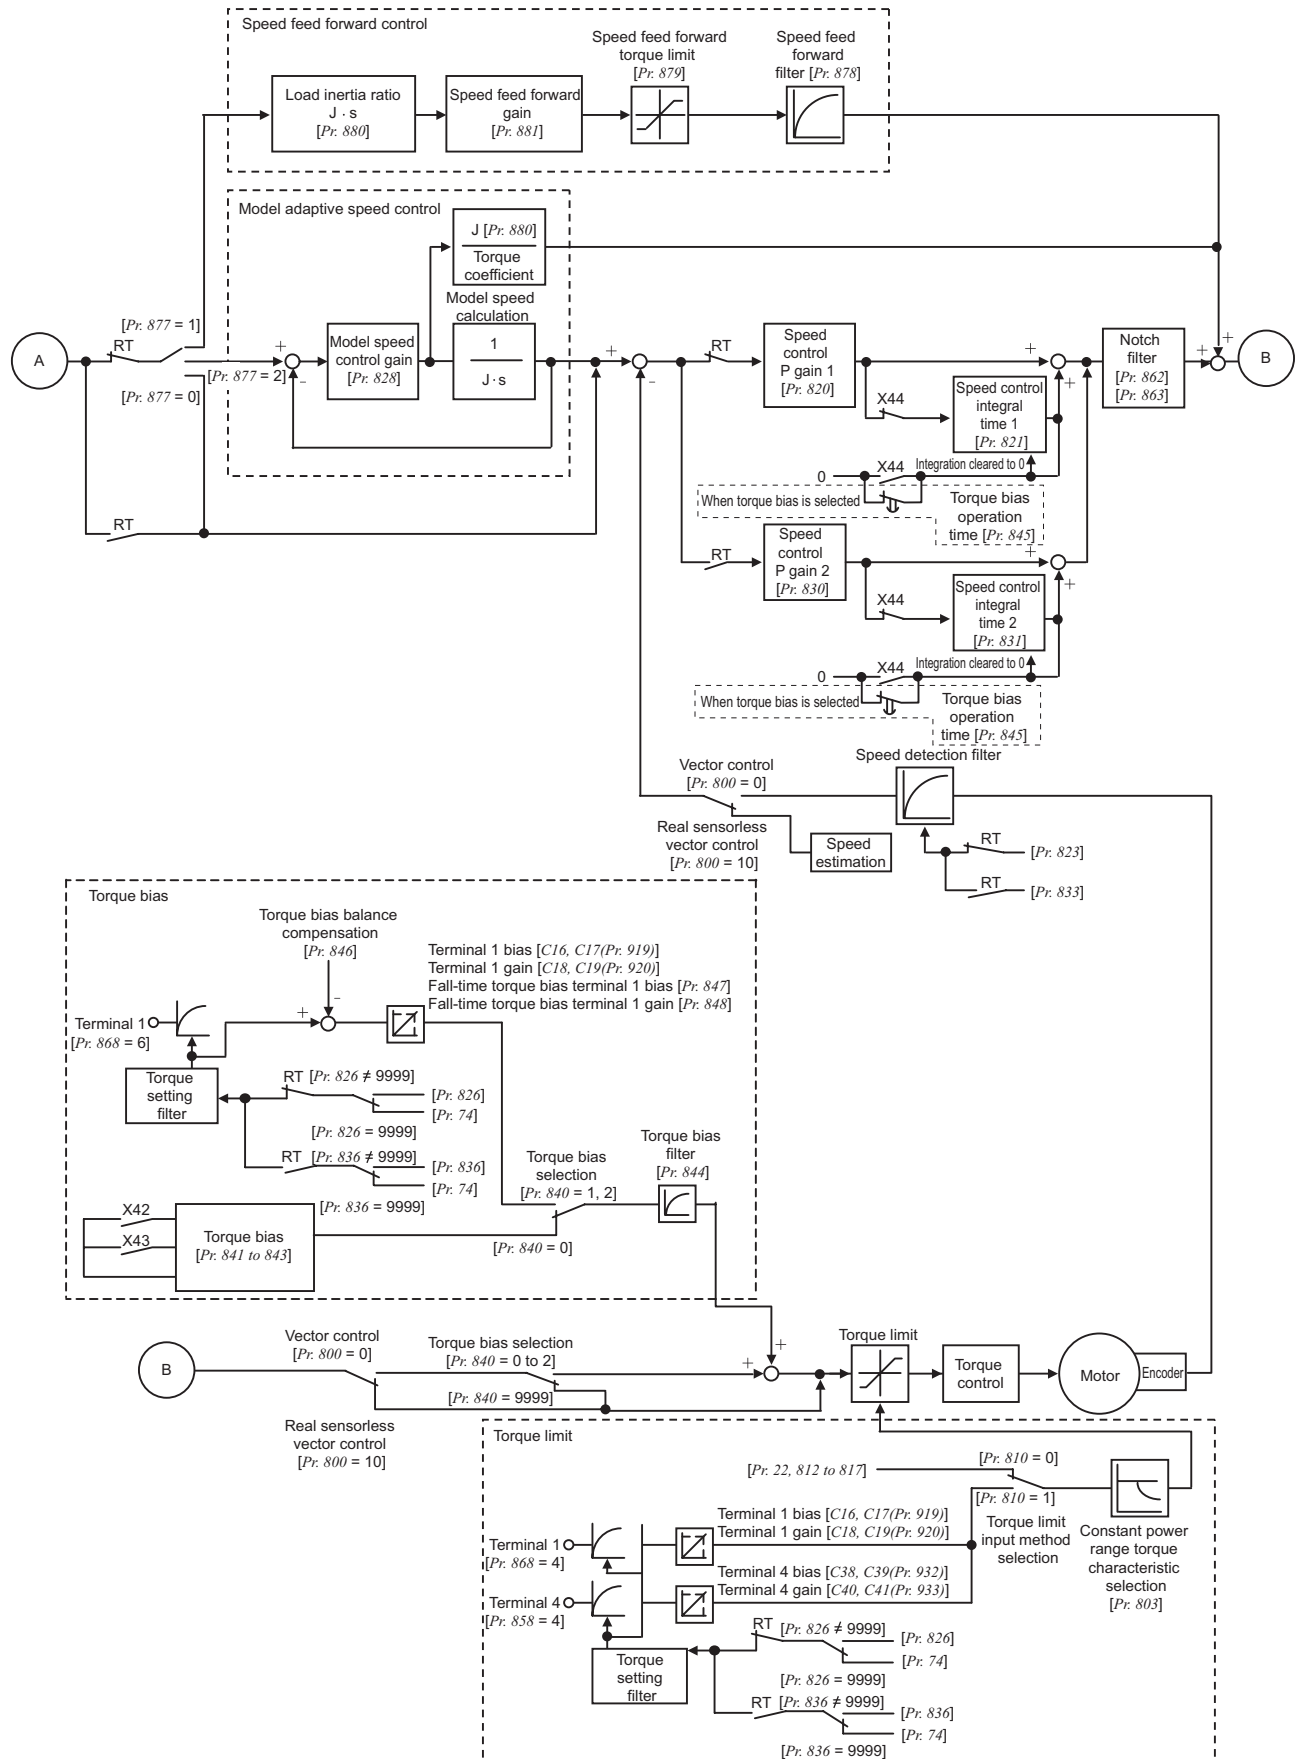 Speed feed forward control
Speed feed forward
torque limit
[Pr. 879]
Speed feed
forward
filter [Pr. 878]
Load inertia ratio
J · s
[Pr. 880]
Speed feed forward
gain
[Pr. 881]
Model adaptive speed control
J [Pr. 880]
Torque
coefficient
Model speed
calculation
A
[Pr. 877 = 1]
RT
[Pr. 877 = 2]
[Pr. 877 = 0]
+
-
Model speed
control gain
[Pr. 828]
1
J · s
+
-
RT
Speed
control
P gain 1
[Pr. 820]
+
+
Notch
filter
[Pr. 862]
[Pr. 863]
+
+
B
X44
Speed control
integral
time 1
[Pr. 821]
0
X44
Integration cleared to 0
When torque bias is selected
Torque bias
operation
time [Pr. 845]
RT
RT
Speed
control
P gain 2
[Pr. 830]
+
+
X44
Speed control
integral
time 2
[Pr. 831]
0
X44
Integration cleared to 0
When torque bias is selected
Torque bias
operation
time [Pr. 845]
Vector control
[Pr. 800 = 0]
Speed detection filter
Real sensorless
vector control
[Pr. 800 = 10]
Speed
estimation
RT
[Pr. 823]
RT
[Pr. 833]
Torque bias
Torque bias balance
compensation
[Pr. 846]
Terminal 1 bias [C16, C17(Pr. 919)]
Terminal 1 gain [C18, C19(Pr. 920)]
Fall-time torque bias terminal 1 bias [Pr. 847]
Fall-time torque bias terminal 1 gain [Pr. 848]
Terminal 1
[Pr. 868 = 6]
+
-
Torque
setting
filter
RT
[Pr. 826 ≠ 9999]
[Pr. 826]
[Pr. 74]
[Pr. 826 = 9999]
RT
[Pr. 836 ≠ 9999]
[Pr. 836]
[Pr. 74]
[Pr. 836 = 9999]
Torque bias
selection
[Pr. 840 = 1, 2]
Torque bias
filter
[Pr. 844]
X42
X43
Torque bias
[Pr. 841 to 843]
[Pr. 840 = 0]
B
Vector control
[Pr. 800 = 0]
Torque bias selection
[Pr. 840 = 0 to 2]
[Pr. 840 = 9999]
Real sensorless
vector control
[Pr. 800 = 10]
+
+
Torque limit
Torque
control
Motor
Encoder
Torque limit
[Pr. 22, 812 to 817]
[Pr. 810 = 0]
[Pr. 810 = 1]
Torque limit
input method
selection
Constant power
range torque
characteristic
selection
[Pr. 803]
Terminal 1 bias [C16, C17(Pr. 919)]
Terminal 1 gain [C18, C19(Pr. 920)]
Terminal 1
[Pr. 868 = 4]
Terminal 4 bias [C38, C39(Pr. 932)]
Terminal 4 gain [C40, C41(Pr. 933)]
Terminal 4
[Pr. 858 = 4]
Torque
setting
filter
RT
[Pr. 826 ≠ 9999]
[Pr. 826]
[Pr. 74]
[Pr. 826 = 9999]
RT
[Pr. 836 ≠ 9999]
[Pr. 836]
[Pr. 74]
[Pr. 836 = 9999]